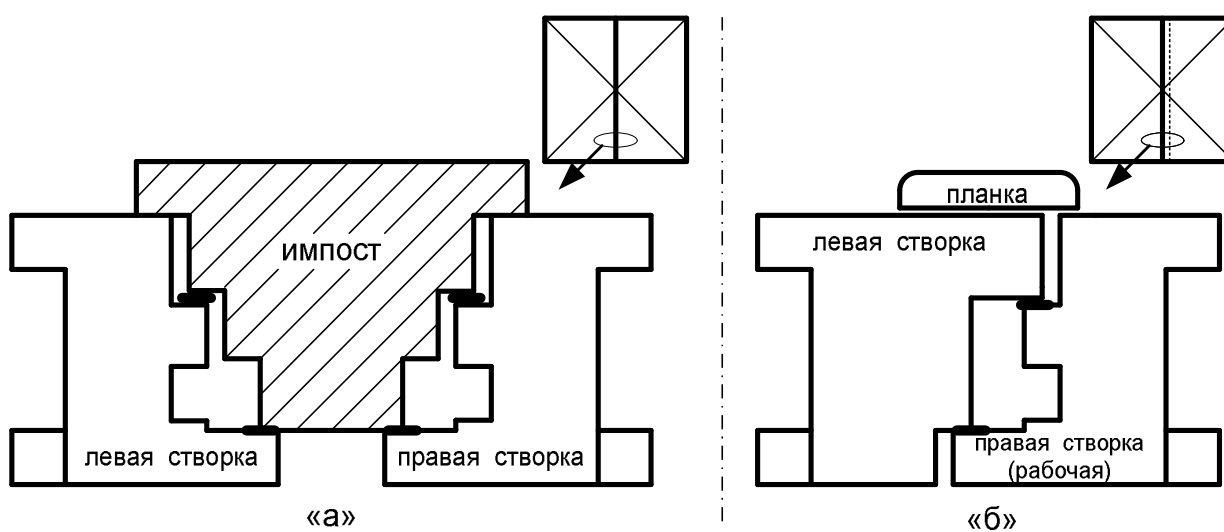 ИМПОСТ
левая створка
правая створка
«а»
планка
левая створка
правая створка
(рабочая)
«б»